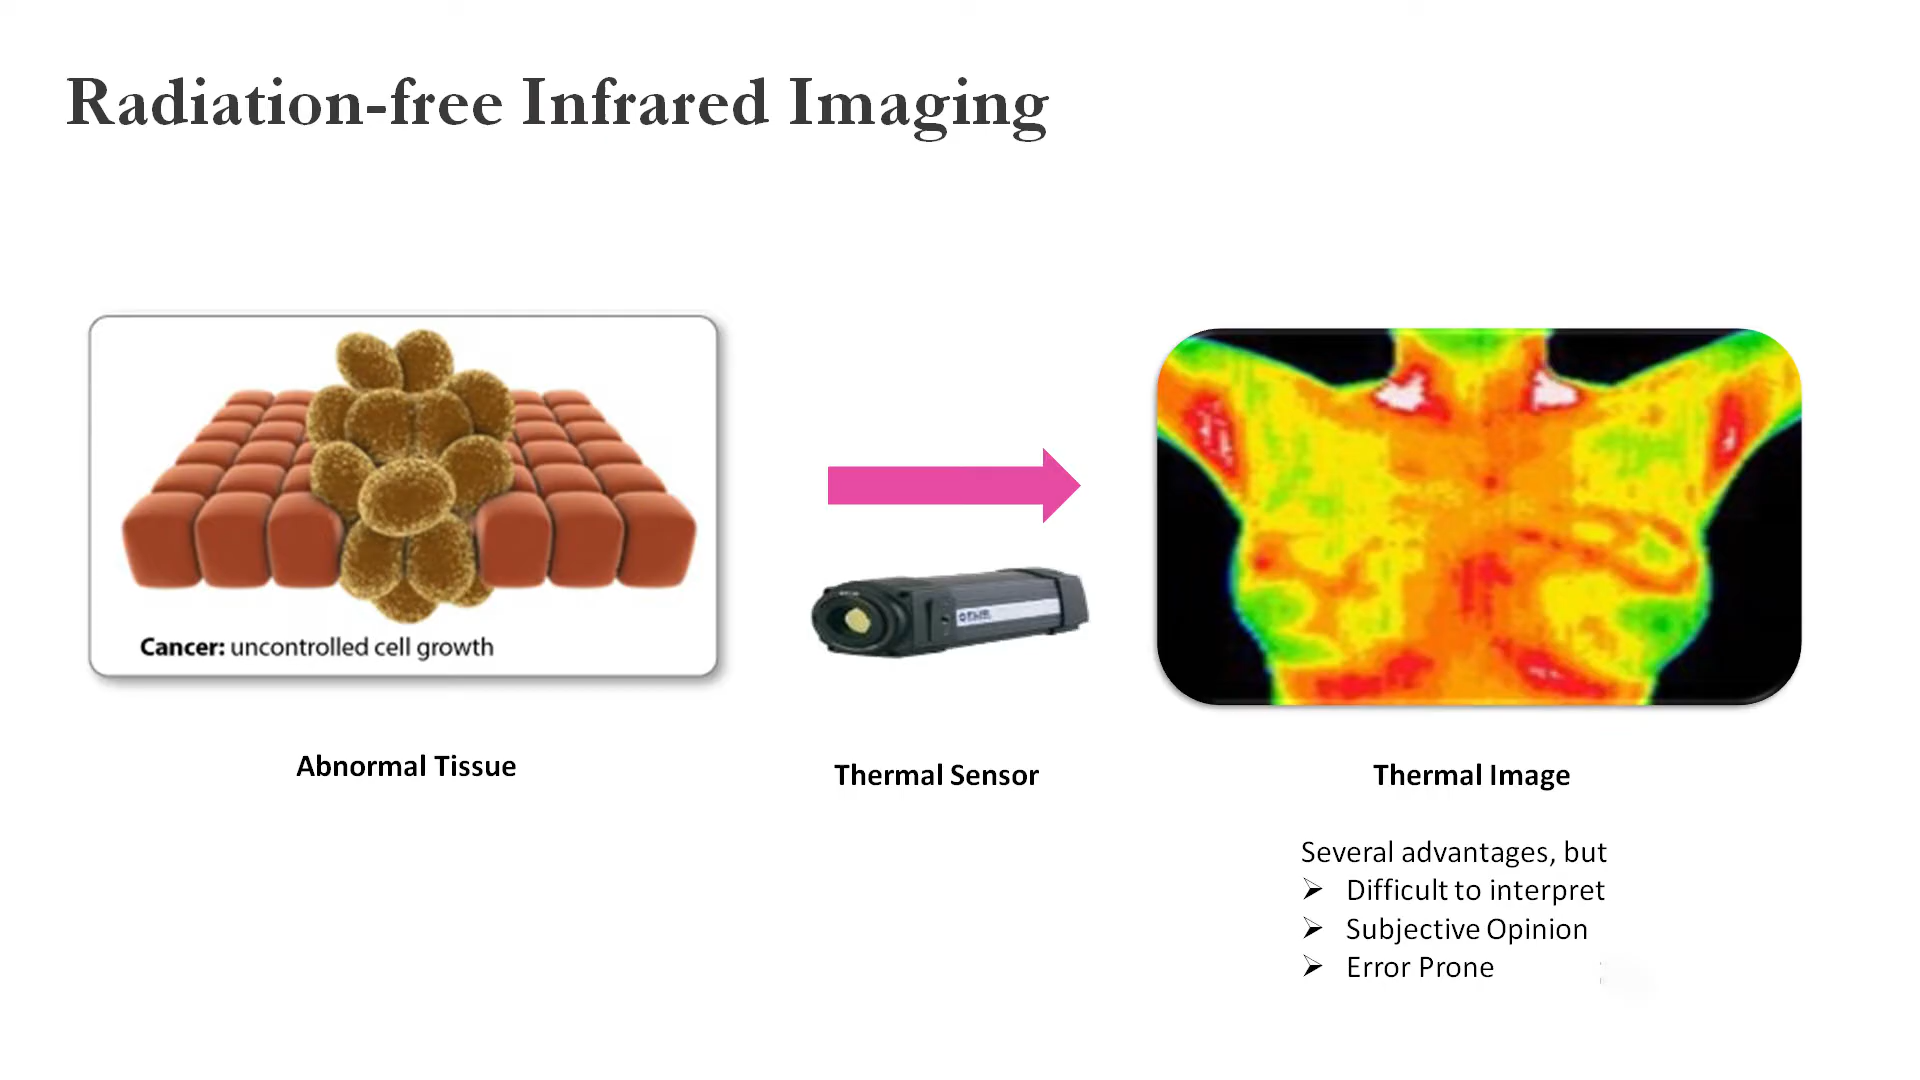 Radiation-free Infrared Imaging
Cancer: uncontrolled cell growth
Abnormal Tissue
Thermal Sensor
Thermal Image
Several advantages, but
➢ Difficult to interpret
➢ Subjective Opinion
➢ Error Prone